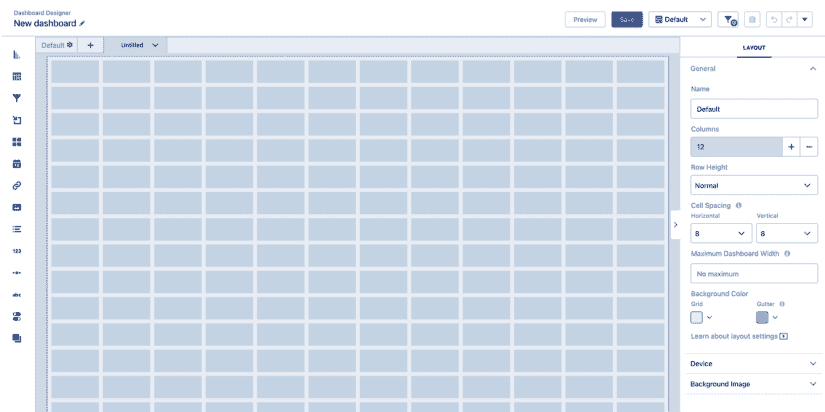 Dashboard Designer
New dashboard
Preview
Save
Default
Default
+
Untitled
LAYOUT
General
Name
Default
Columns
12
+
Row Height
Normal
Cell Spacing
Horizontal
Vertical
8
8
Maximum Dashboard Width
No maximum
Background Color
Grid
Gutter
Learn about layout settings
Device
Background Image
123
abc